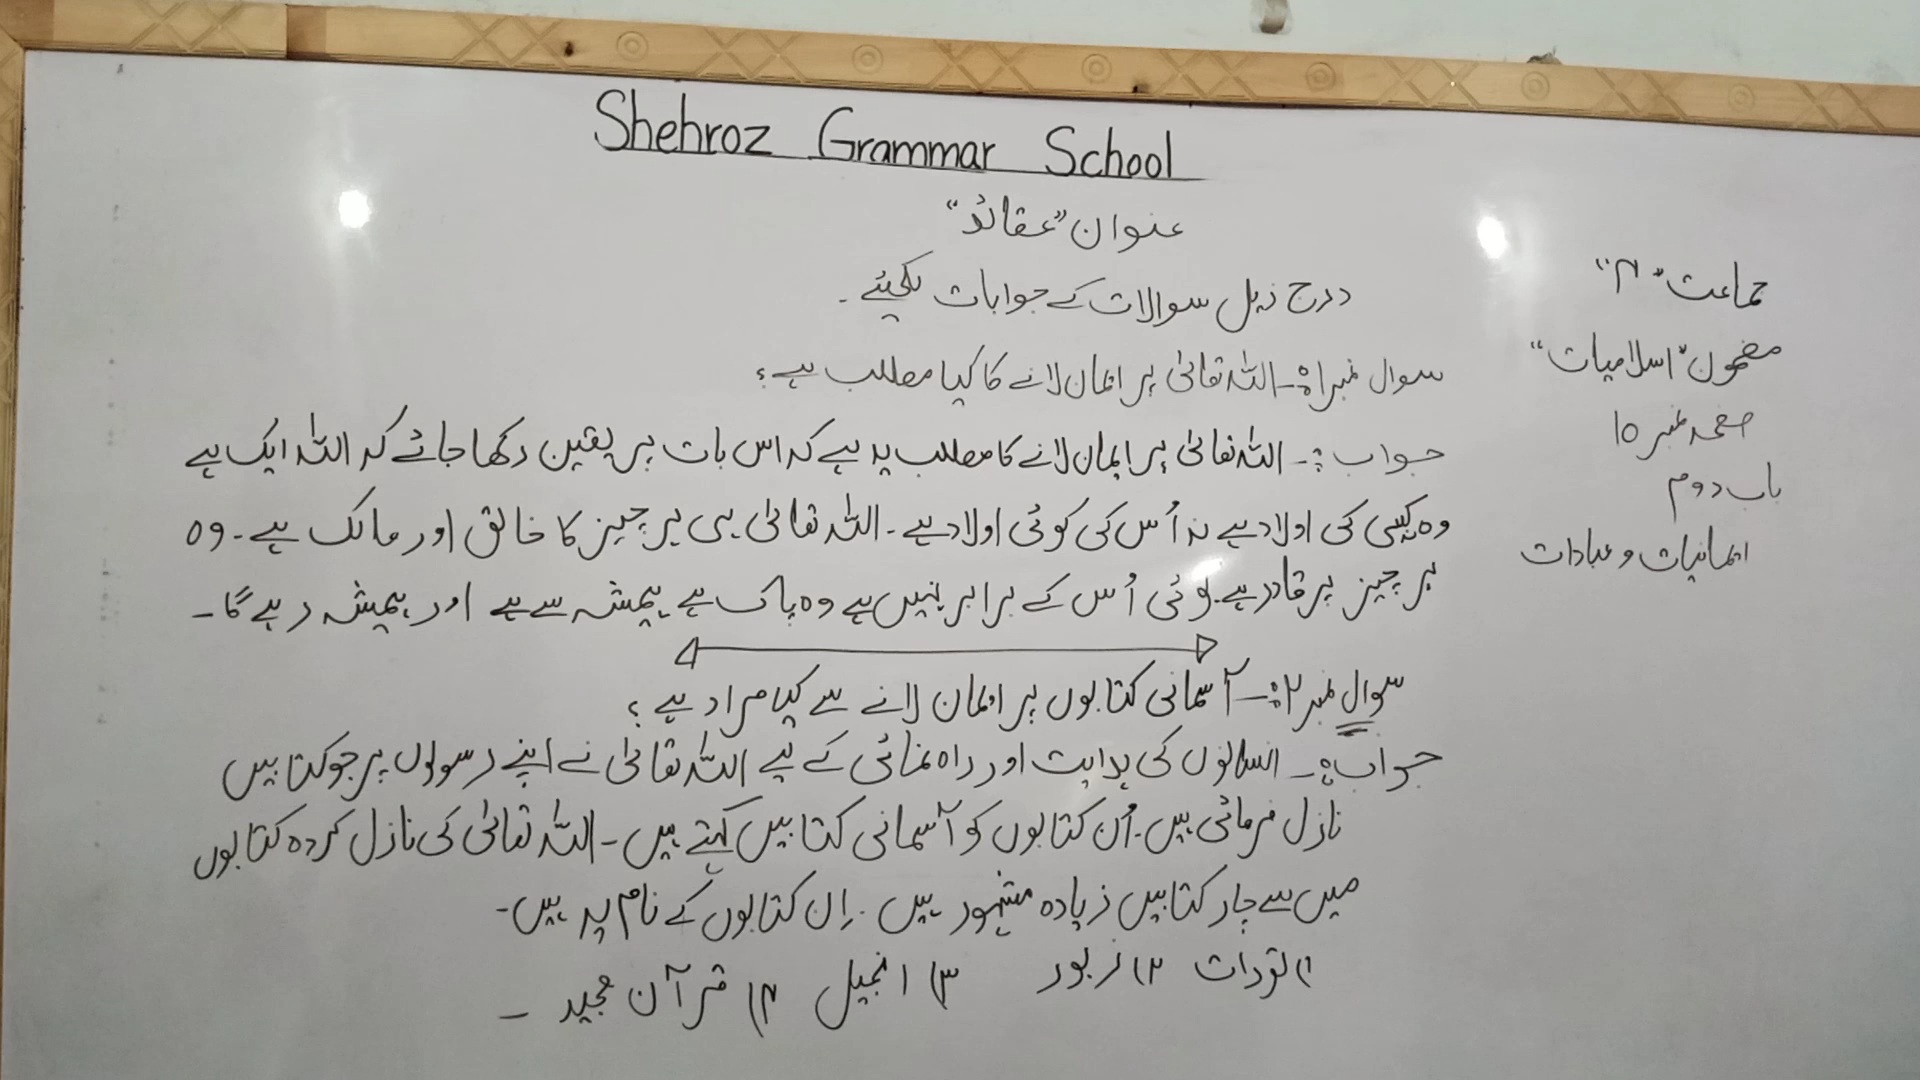 Shehroz Grammar School
عنوان "عقائد"
درج ذیل سوالات کے جوابات لکھیئے۔
سوال نمبر ۱:۔ اللہ تعالیٰ پر ایمان لانے کا کیا مطلب ہے؟
جواب:۔ اللہ تعالیٰ پر ایمان لانے کا مطلب یہ ہے کہ اس بات پر یقین رکھا جائے کہ اللہ ایک ہے
وہ کسی کی اولاد ہے نہ اُس کی کوئی اولاد ہے۔ اللہ تعالیٰ ہی ہر چیز کا خالق اور مالک ہے۔ وہ
ہر چیز پر قادر ہے۔ کوئی اُس کے برابر نہیں ہے وہ پاک ہے ہمیشہ سے ہے اور ہمیشہ رہے گا۔
سوال نمبر ۲:۔ آسمانی کتابوں پر ایمان لانے سے کیا مراد ہے؟
جواب:۔ انسانوں کی ہدایت اور راہ نمائی کے لیے اللہ تعالیٰ نے اپنے رسولوں پر جو کتابیں
نازل فرمائی ہیں۔ اُن کتابوں کو آسمانی کتابیں کہتے ہیں۔ اللہ تعالیٰ کی نازل کردہ کتابوں
میں سے چار کتابیں زیادہ مشہور ہیں۔ اِن کتابوں کے نام یہ ہیں۔
۱) تورات ۲) زبور ۳) انجیل ۴) قرآن مجید ۔
جماعت "۴"
مضمون "اسلامیات"
صفحہ نمبر ۱۵
باب دوم
ایمانیات و عبادات